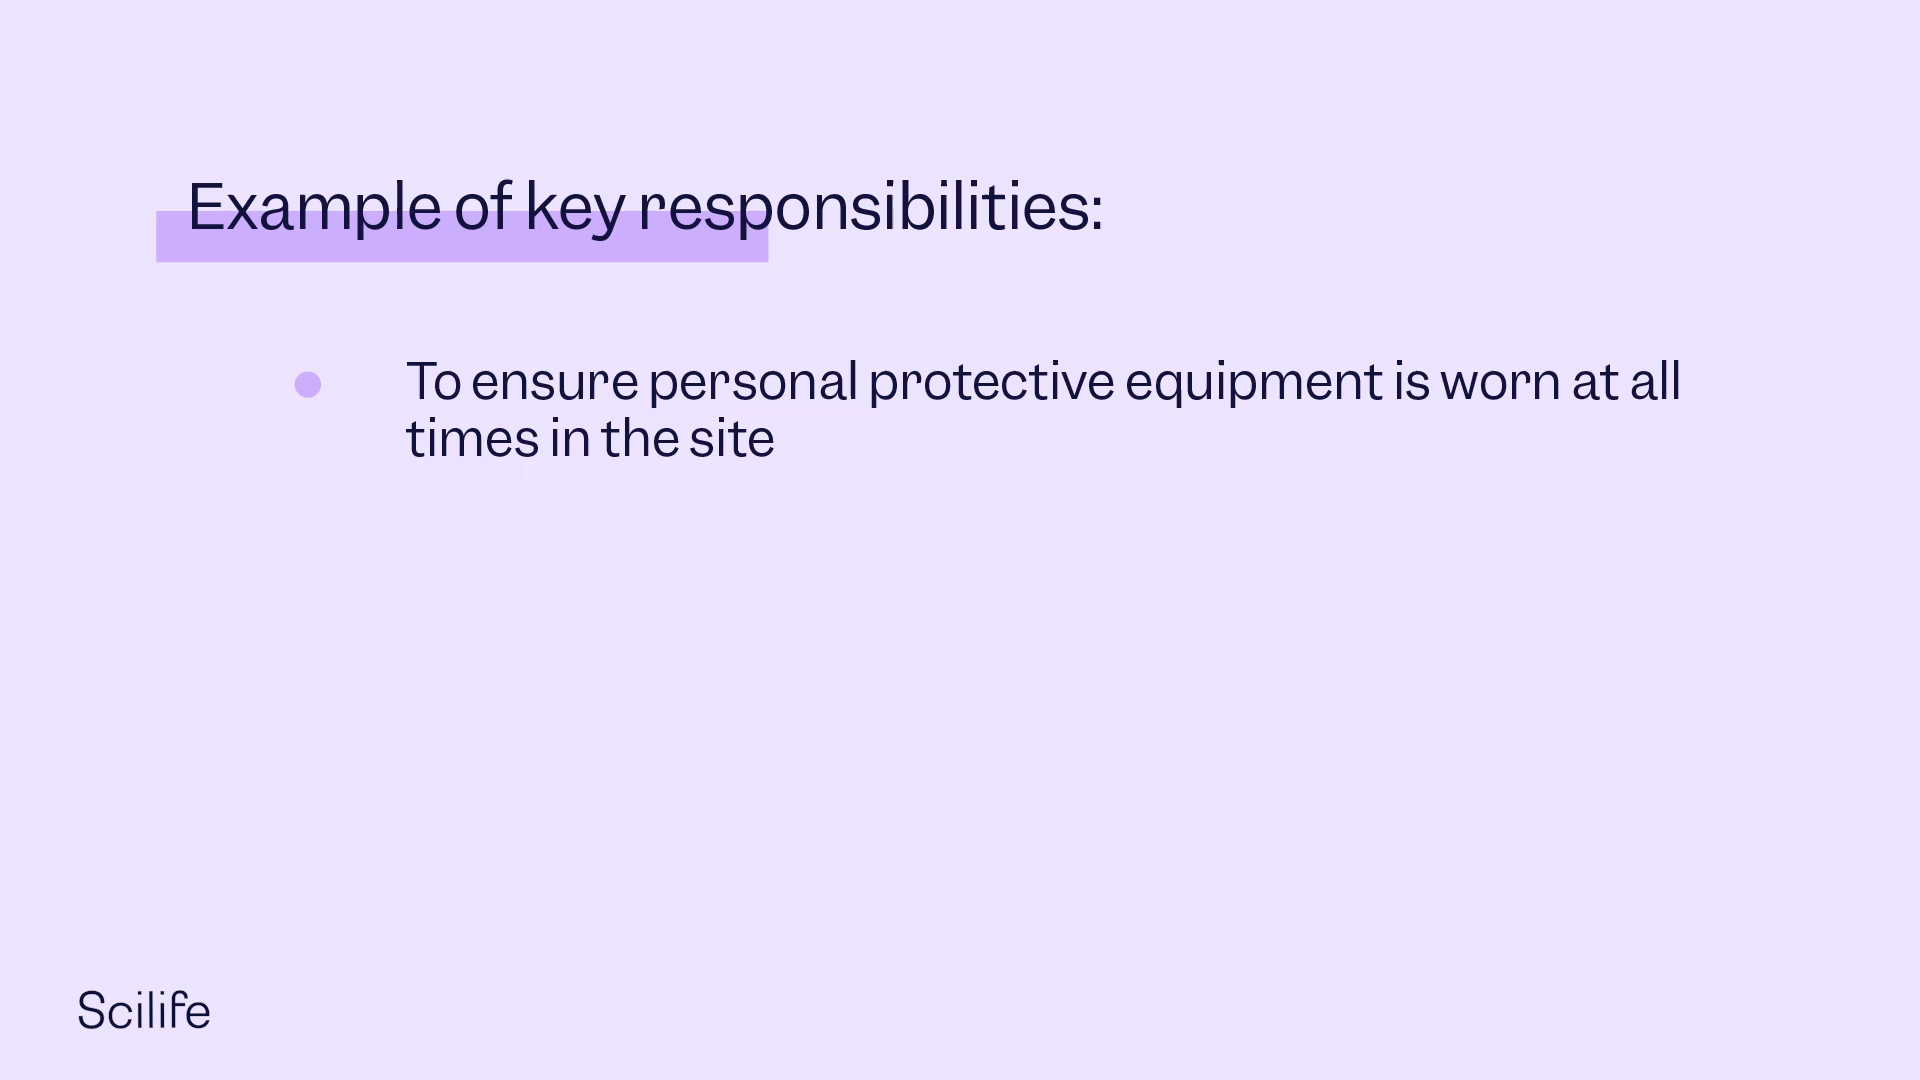 Example of key responsibilities:
To ensure personal protective equipment is worn at all
times in the site
Scilife